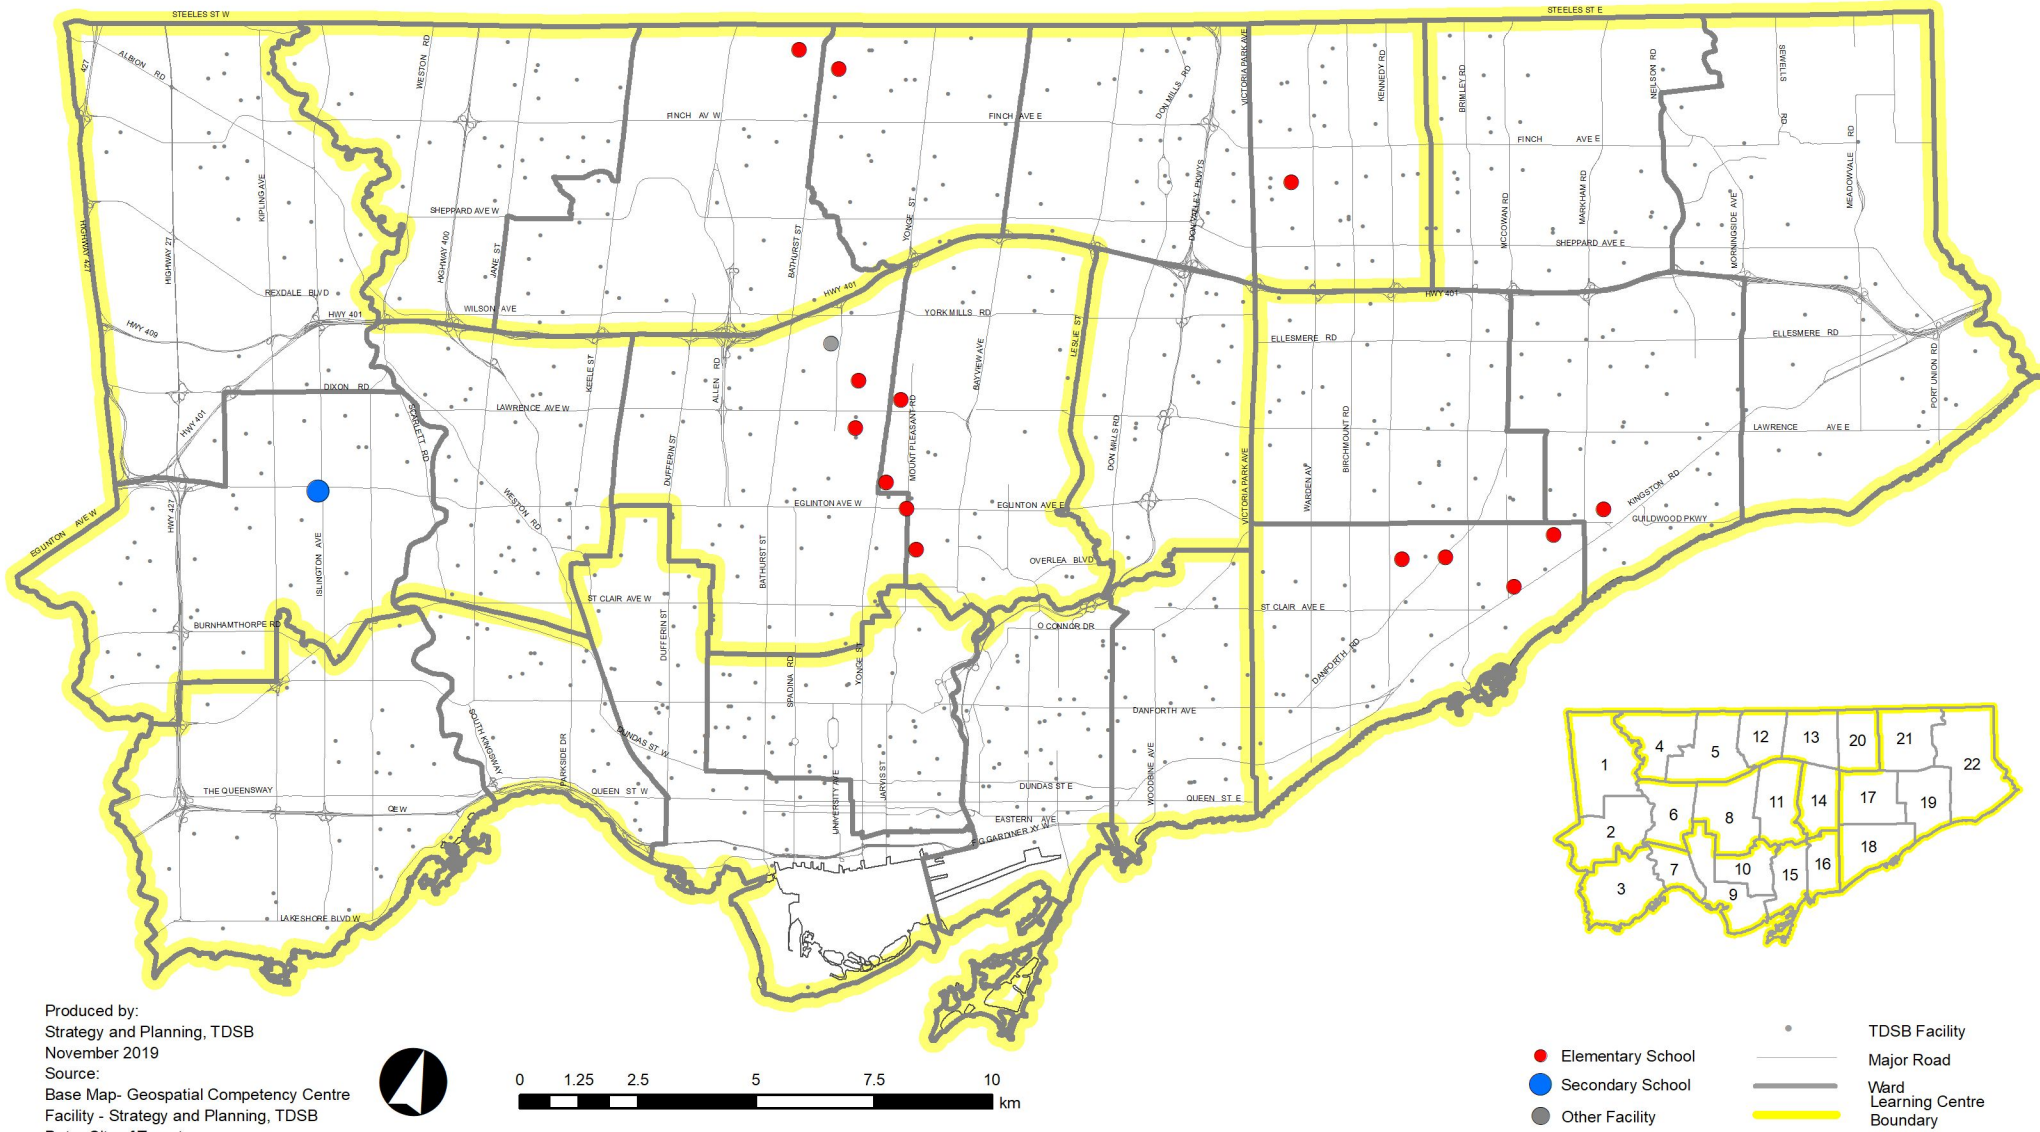 STEELES ST W
STEELES ST E
427
ALBION RD
WESTON RD
DON MILLS RD
VICTORIA PARK AVE
KENNEDY RD
BRIMLEY RD
NEILSON RD
SEWELLS RD
FINCH AV W
FINCH AVE E
FINCH AVE E
KIPLING AVE
HIGHWAY 427
HIGHWAY 27
SHEPPARD AVE W
HIGHWAY 400
JANE ST
BATHURST ST
YONGE ST
DON VALLEY PKWYS
MCCOWAN RD
MARKHAM RD
MORNINGSIDE AVE
MEADOWVALE RD
SHEPPARD AVE E
REXDALE BLVD
HWY 401
WILSON AVE
HWY 401
YORK MILLS RD
HWY 401
HWY 409
ELLESMERE RD
ELLESMERE RD
KEELE ST
ALLEN RD
BAYVIEW AVE
LESLIE ST
PORT UNION RD
DIXON RD
HWY 401
SCARLETT RD
LAWRENCE AVE W
MOUNT PLEASANT RD
DON MILLS RD
BIRCHMOUNT RD
LAWRENCE AVE E
DUFFERIN ST
VICTORIA PARK AVE
WARDEN AV
KINGSTON RD
EGLINTON AVE W
HWY 427
WESTON RD
EGLINTON AVE W
EGLINTON AVE E
GUILDWOOD PKWY
ISLINGTON AVE
BATHURST ST
OVERLEA BLVD
ST CLAIR AVE W
ST CLAIR AVE E
BURNHAMTHORPE RD
DUFFERIN ST
O CONNOR DR
SPADINA RD
YONGE ST
DANFORTH RD
SOUTH KINGSWAY
PARKSIDE DR
DUNDAS ST W
DANFORTH AVE
THE QUEENSWAY
QEW
QUEEN ST W
UNIVERSITY AVE
JARVIS ST
DUNDAS ST E
WOODBINE AVE
QUEEN ST E
EASTERN AVE
F G GARDINER XY W
LAKESHORE BLVD W
1
4
5
12
13
20
21
22
2
6
8
11
14
17
19
3
7
10
9
15
16
18
Produced by:
Strategy and Planning, TDSB
November 2019
Source:
Base Map- Geospatial Competency Centre
Facility - Strategy and Planning, TDSB
0 1.25 2.5 5 7.5 10
km
Elementary School
Secondary School
Other Facility
TDSB Facility
Major Road
Ward
Learning Centre
Boundary